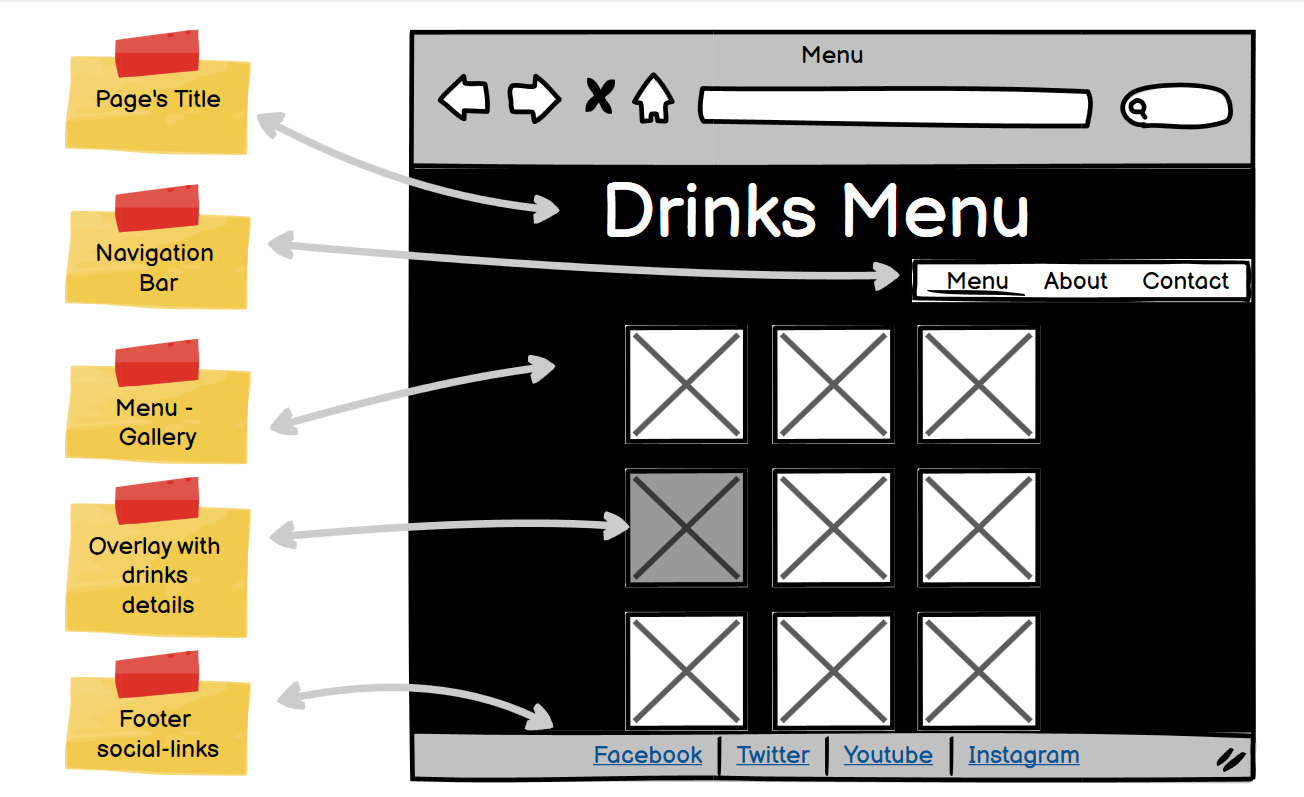 Page's Title
Navigation
Bar
Menu -
Gallery
Overlay with
drinks
details
Footer
social-links
Menu
Drinks Menu
Menu About Contact
Facebook Twitter Youtube Instagram